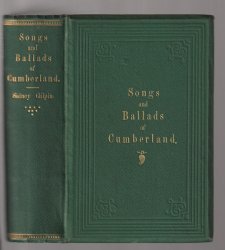 Songs
and
Ballads
of
Cumberland.
Sidney Gilpin.
Songs
and
Ballads
of
Cumberland.